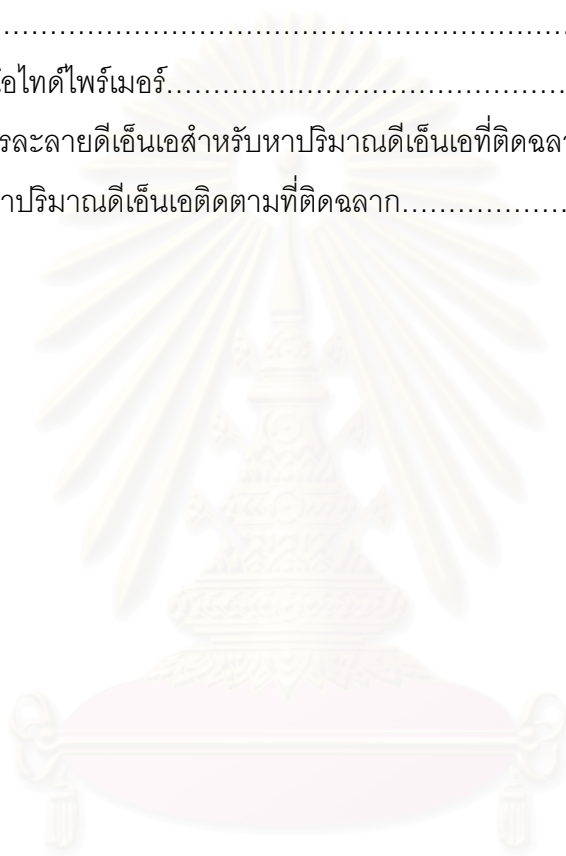 ………………………………………………………
อไทด์ไพร์เมอร์……………………………………
ละลายดีเอ็นเอสำหรับหาปริมาณดีเอ็นเอที่ติดฉลา
าปริมาณดีเอ็นเอติดตามที่ติดฉลาก………………